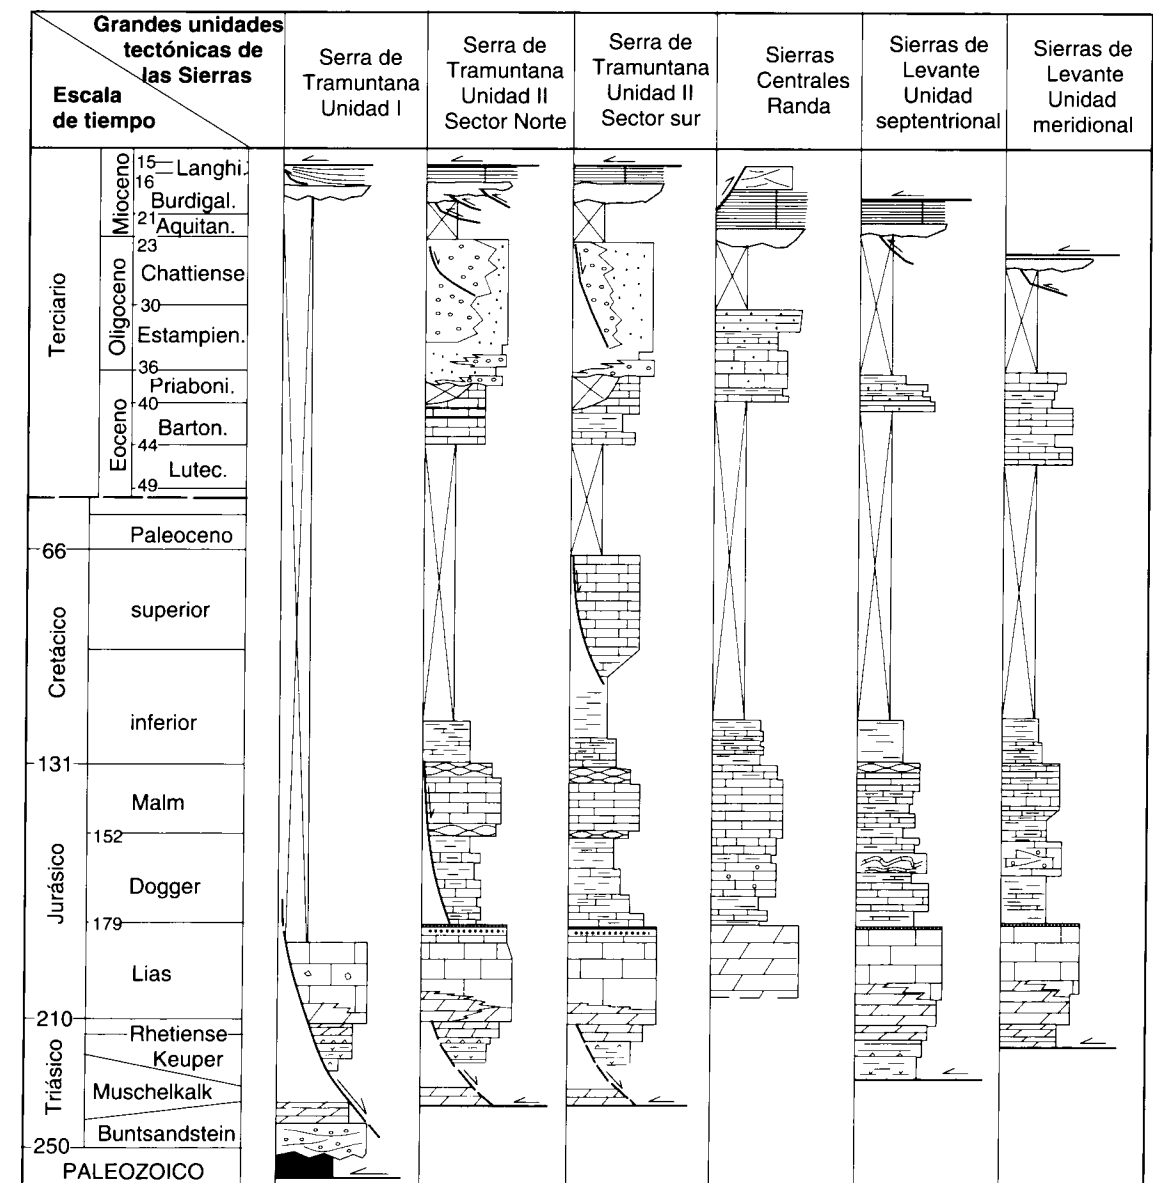 Grandes unidades
tectónicas de
las Sierras
Escala
de tiempo
Serra de
Tramuntana
Unidad I
Serra de
Tramuntana
Unidad II
Sector Norte
Serra de
Tramuntana
Unidad II
Sector sur
Sierras
Centrales
Randa
Sierras de
Levante
Unidad
septentrional
Sierras de
Levante
Unidad
meridional
Terciario
Mioceno
15
Langhi.
16
Burdigal.
21
Aquitan.
23
Oligoceno
Chattiense
30
Estampien.
36
Eoceno
Priaboni.
40
Barton.
44
Lutec.
49
Paleoceno
66
Cretácico
superior
inferior
131
Jurásico
Malm
152
Dogger
179
Lias
210
Triásico
Rhetiense
Keuper
Muschelkalk
Buntsandstein
250
PALEOZOICO